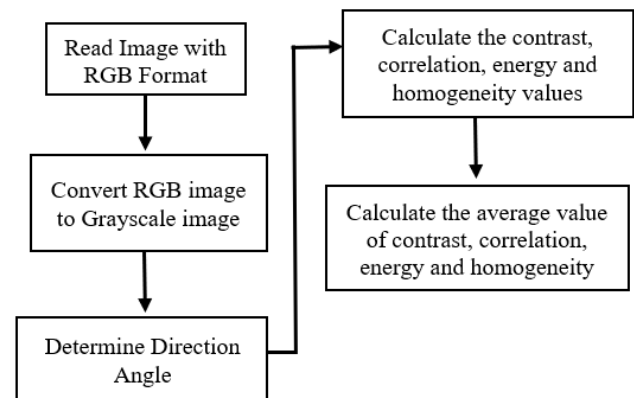 Read Image with
RGB Format
Convert RGB image
to Grayscale image
Determine Direction
Angle
Calculate the contrast,
correlation, energy and
homogeneity values
Calculate the average value
of contrast, correlation,
energy and homogeneity